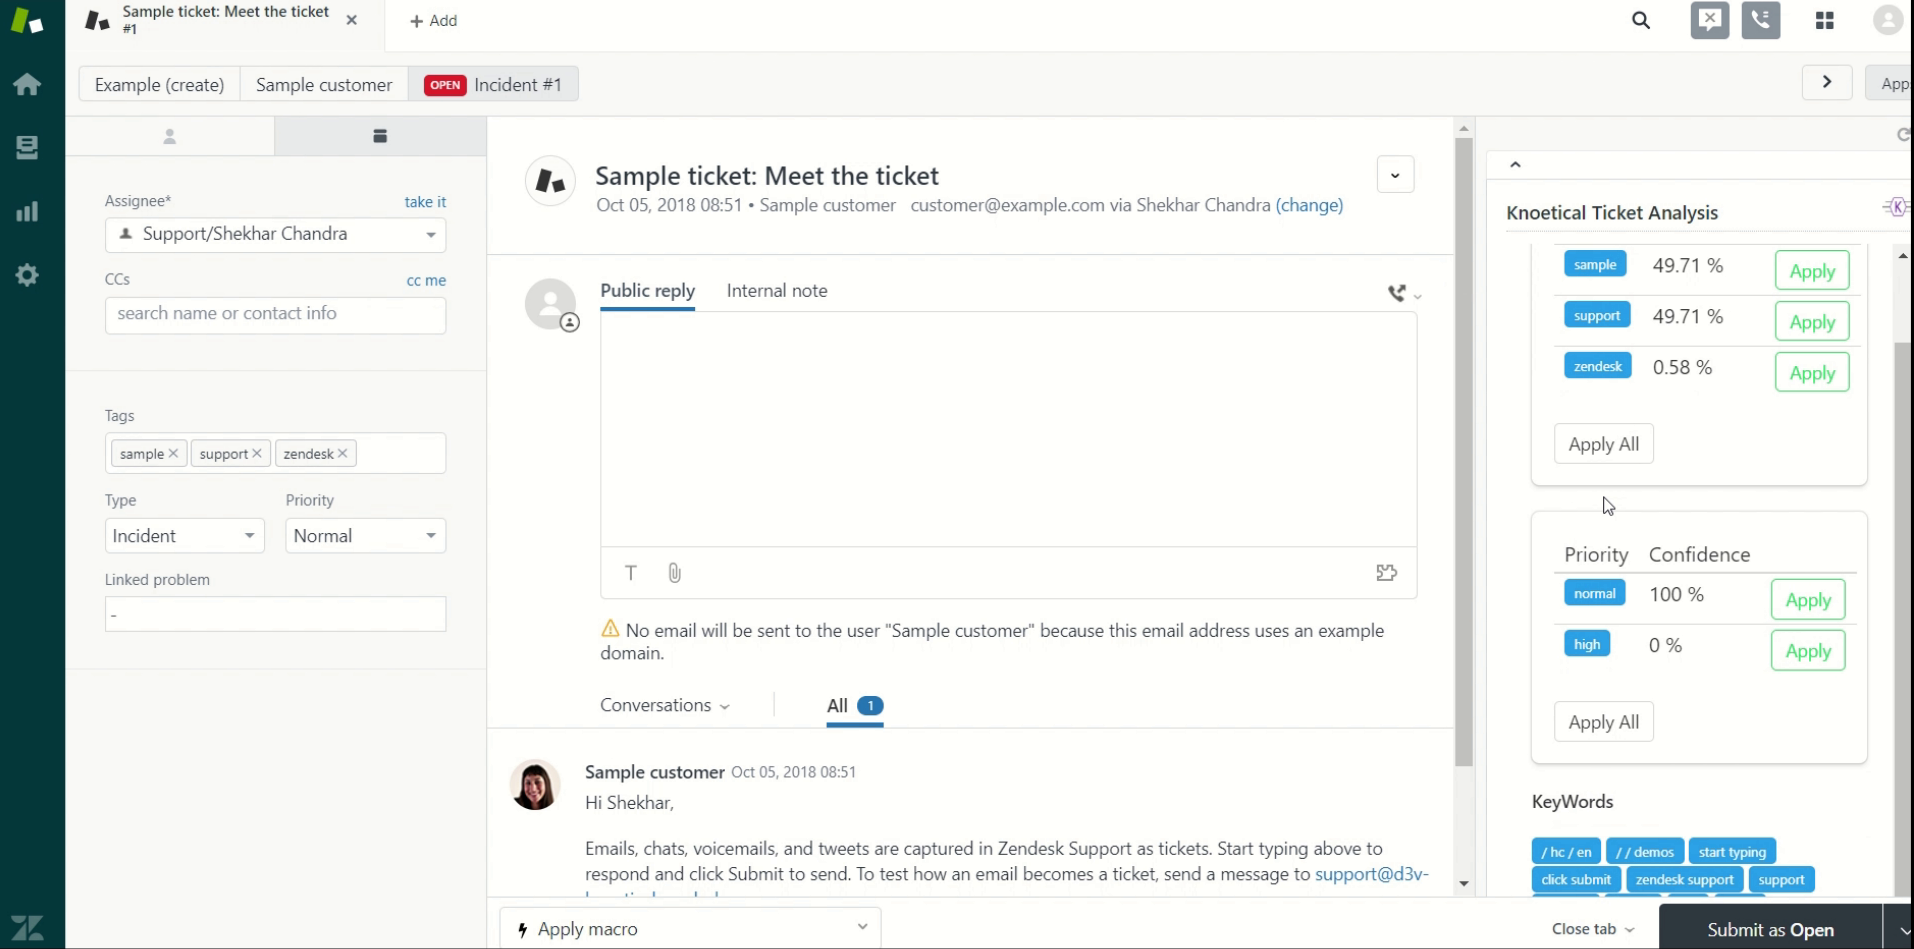 Sample ticket: Meet the ticket
#1
+ Add
Example (create)
Sample customer
OPEN Incident #1
Apps
Assignee*
take it
Support/Shekhar Chandra
CCs
cc me
search name or contact info
Tags
sample
support
zendesk
Type
Priority
Incident
Normal
Linked problem
-
Sample ticket: Meet the ticket
Oct 05, 2018 08:51 • Sample customer customer@example.com via Shekhar Chandra (change)
Public reply
Internal note
T
No email will be sent to the user "Sample customer" because this email address uses an example
domain.
Conversations
All 1
Sample customer Oct 05, 2018 08:51
Hi Shekhar,
Emails, chats, voicemails, and tweets are captured in Zendesk Support as tickets. Start typing above to
respond and click Submit to send. To test how an email becomes a ticket, send a message to support@d3v-
Apply macro
Knoetical Ticket Analysis
K
sample 49.71 % Apply
support 49.71 % Apply
zendesk 0.58 % Apply
Apply All
Priority Confidence
normal 100 % Apply
high 0 % Apply
Apply All
KeyWords
/ hc / en
/ / demos
start typing
click submit
zendesk support
support
Close tab
Submit as Open